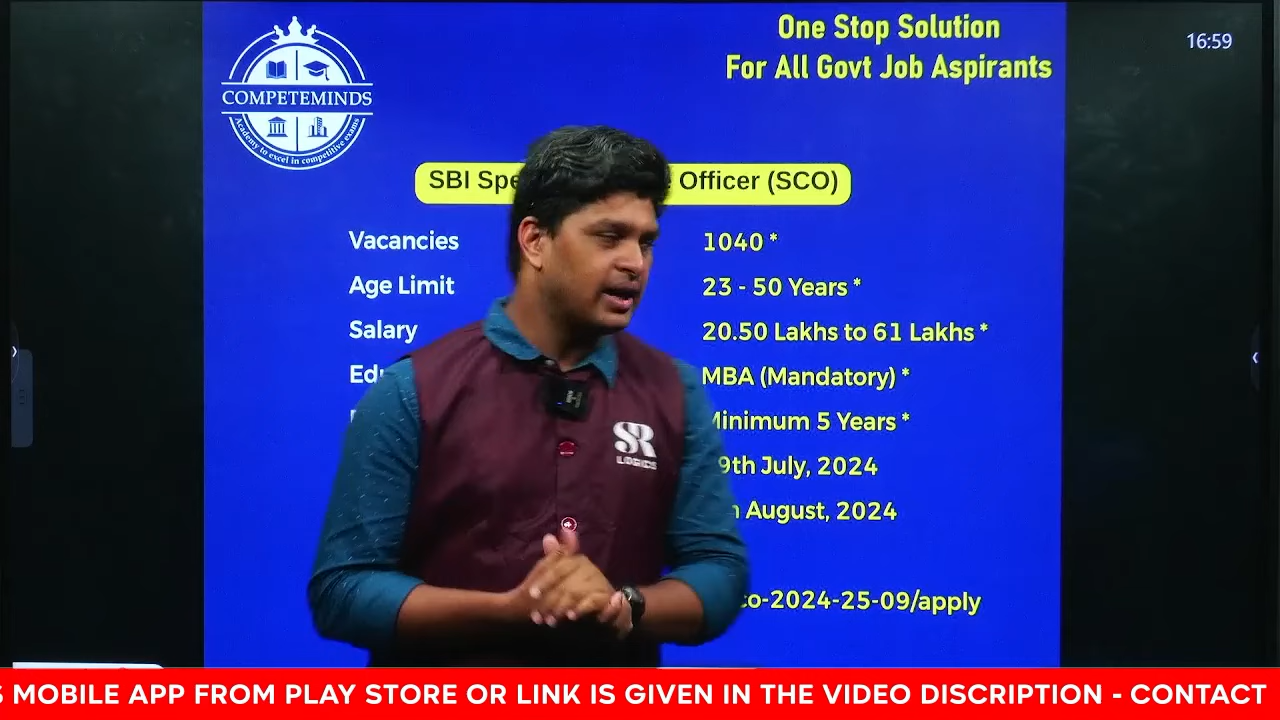 One Stop Solution
For All Govt Job Aspirants
16:59
COMPETEMINDS
Academy to excel in competitive exams
SBI Officer (SCO)
Vacancies 1040 *
Age Limit 23 - 50 Years *
Salary 20.50 Lakhs to 61 Lakhs *
MBA (Mandatory) *
Minimum 5 Years *
9th July, 2024
August, 2024
co-2024-25-09/apply
SR
LOGICS
MOBILE APP FROM PLAY STORE OR LINK IS GIVEN IN THE VIDEO DISCRIPTION - CONTACT